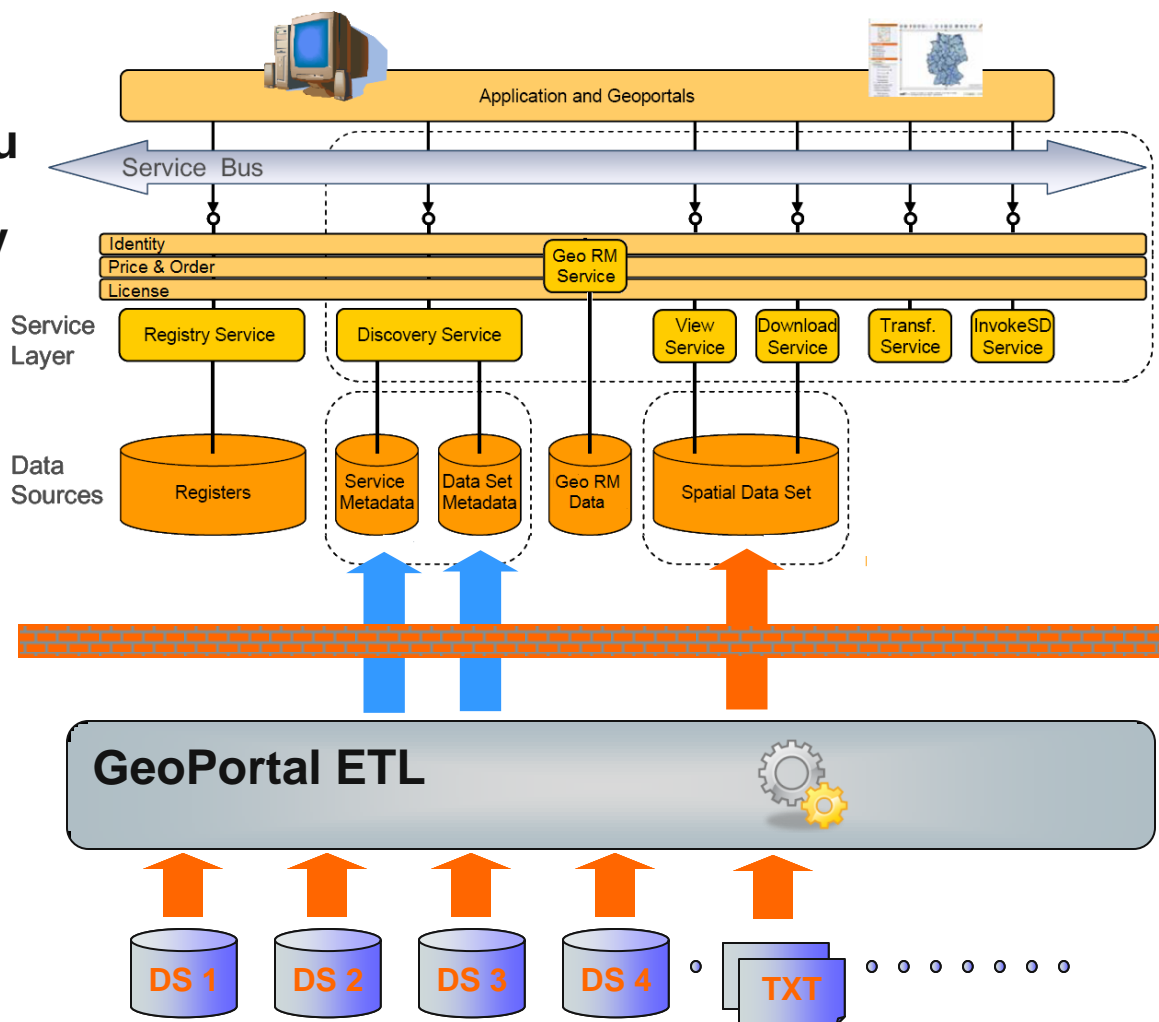 Application and Geoportals
u
Service Bus
y
Identity
Price & Order
License
Geo RM
Service
Service
Layer
Registry Service
Discovery Service
View
Service
Download
Service
Transf.
Service
InvokeSD
Service
Data
Sources
Registers
Service
Metadata
Data Set
Metadata
Geo RM
Data
Spatial Data Set
GeoPortal ETL
DS 1
DS 2
DS 3
DS 4
TXT